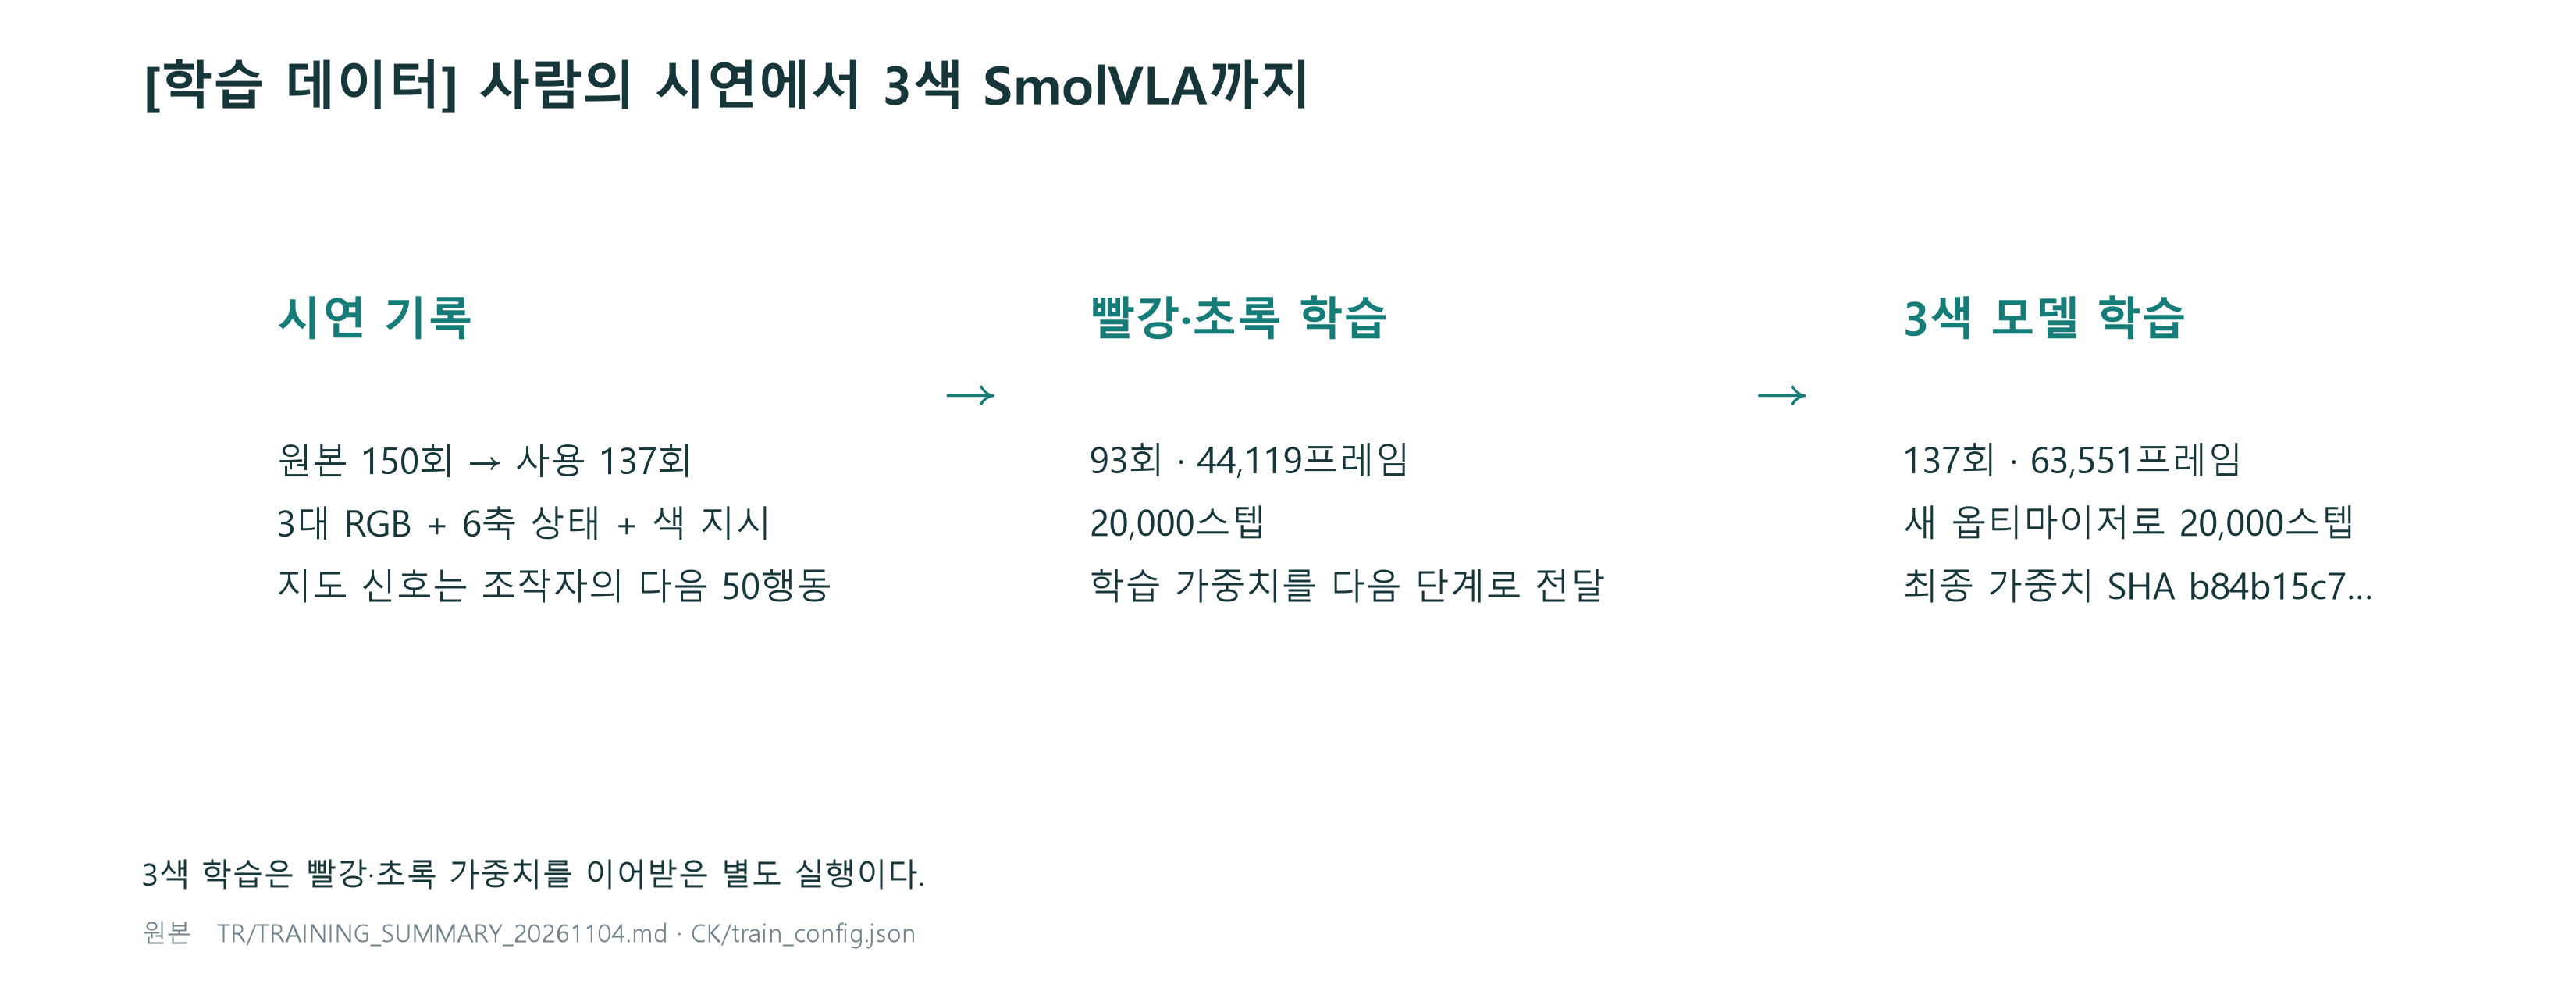 [학습 데이터] 사람의 시연에서 3색 SmolVLA까지
시연 기록
→
빨강·초록 학습
→
3색 모델 학습
원본 150회 → 사용 137회
3대 RGB + 6축 상태 + 색 지시
지도 신호는 조작자의 다음 50행동
93회 · 44,119프레임
20,000스텝
학습 가중치를 다음 단계로 전달
137회 · 63,551프레임
새 옵티마이저로 20,000스텝
최종 가중치 SHA b84b15c7...
3색 학습은 빨강·초록 가중치를 이어받은 별도 실행이다.
원본 TR/TRAINING_SUMMARY_20261104.md · CK/train_config.json